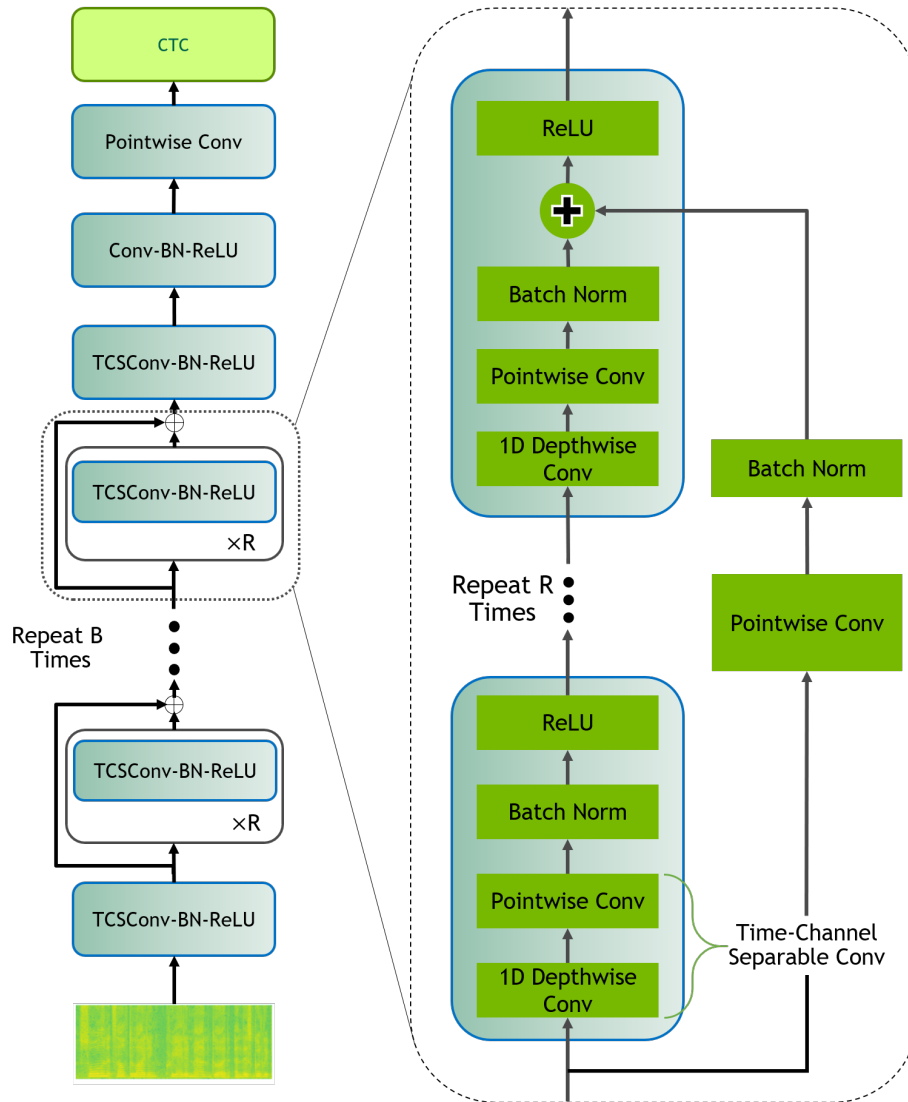 CTC
Pointwise Conv
Conv-BN-ReLU
TCSConv-BN-ReLU
TCSConv-BN-ReLU
×R
Repeat B
Times
TCSConv-BN-ReLU
×R
TCSConv-BN-ReLU
ReLU
Batch Norm
Pointwise Conv
1D Depthwise
Conv
Batch Norm
Repeat R
Times
Pointwise Conv
ReLU
Batch Norm
Pointwise Conv
Time-Channel
Separable Conv
1D Depthwise
Conv